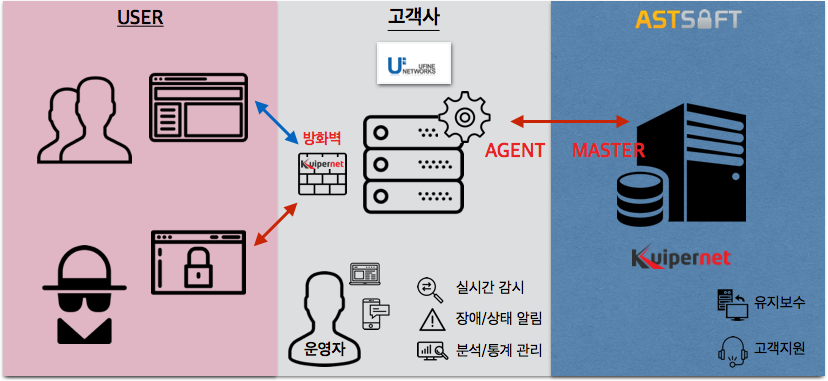 USER
고객사
ASTSOFT
U
UFINE
NETWORKS
방화벽
Kuipernet
AGENT
MASTER
Kuipernet
운영자
실시간 감시
장애/상태 알림
분석/통계 관리
유지보수
고객지원